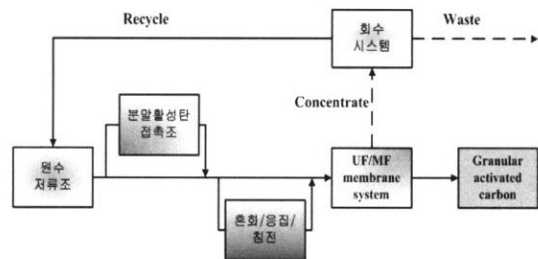 Recycle
회수
시스템
Waste
Concentrate
분말활성탄
접촉조
원수
저류조
UF/MF
membrane
system
Granular
activated
carbon
혼화/응집/
침전